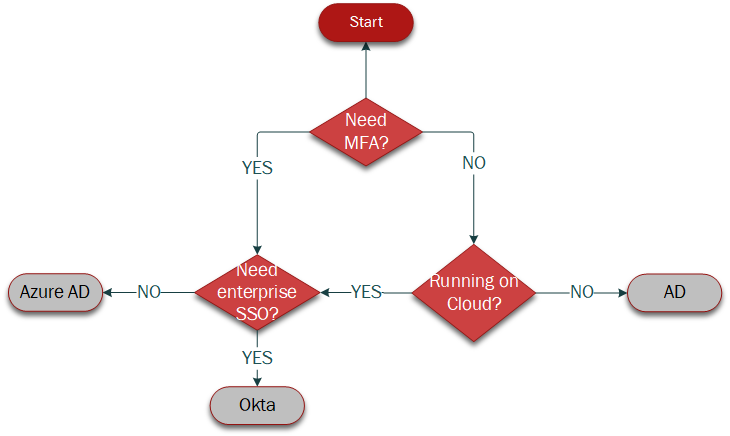 Start
Need
MFA?
YES
NO
Need
enterprise
SSO?
Running on
Cloud?
Azure AD
NO
YES
NO
AD
YES
Okta